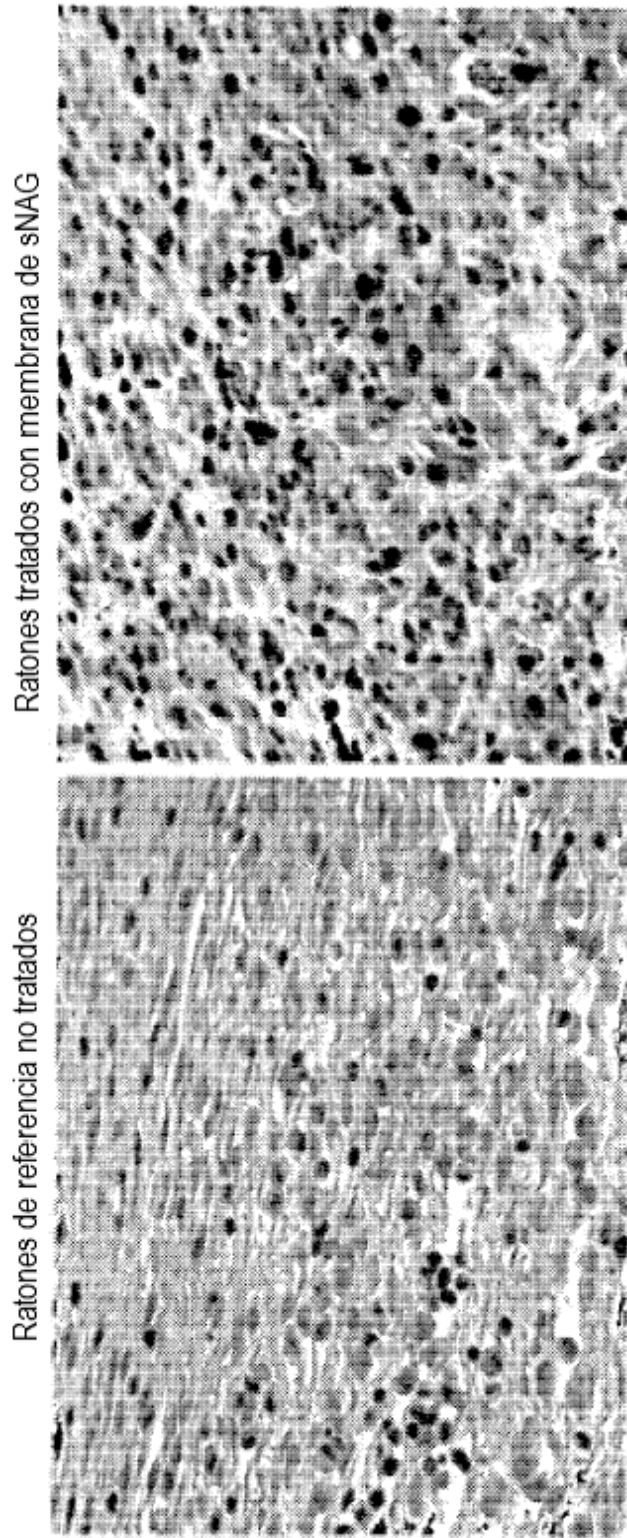 Ratones de referencia no tratados
Ratones tratados con membrana de sNAG